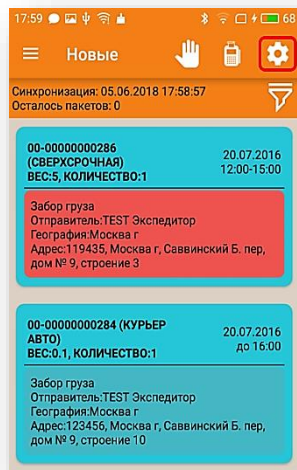 17:59 68
Новые
Синхронизация: 05.06.2018 17:58:57
Осталось пакетов: 0
00-00000000286 20.07.2016
(СВЕРХСРОЧНАЯ) 12:00-15:00
ВЕС:5, КОЛИЧЕСТВО:1
Забор груза
Отправитель:TEST Экспедитор
География:Москва г
Адрес:119435, Москва г, Саввинский Б. пер,
дом № 9, строение 3
00-00000000284 (КУРЬЕР 20.07.2016
АВТО) до 16:00
ВЕС:0.1, КОЛИЧЕСТВО:1
Забор груза
Отправитель:TEST Экспедитор
География:Москва г
Адрес:123456, Москва г, Саввинский Б. пер,
дом № 9, строение 10